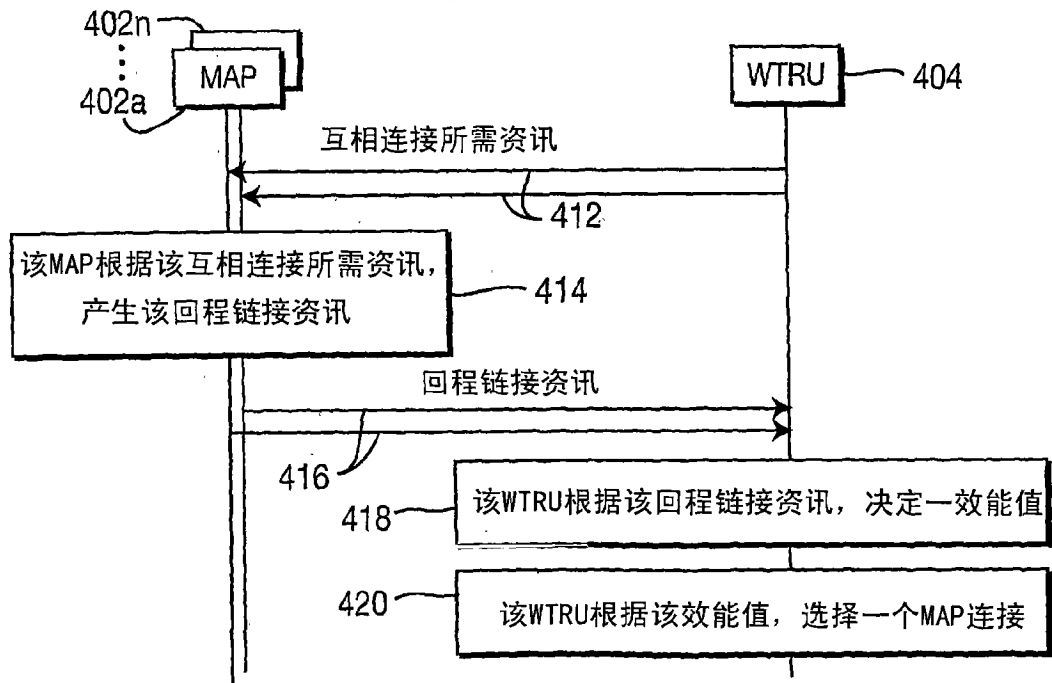 402n
402a
MAP
WTRU
404
互相连接所需资讯
412
该MAP根据该互相连接所需资讯，
产生该回程链接资讯
414
回程链接资讯
416
418
该WTRU根据该回程链接资讯，决定一效能值
420
该WTRU根据该效能值，选择一个MAP连接